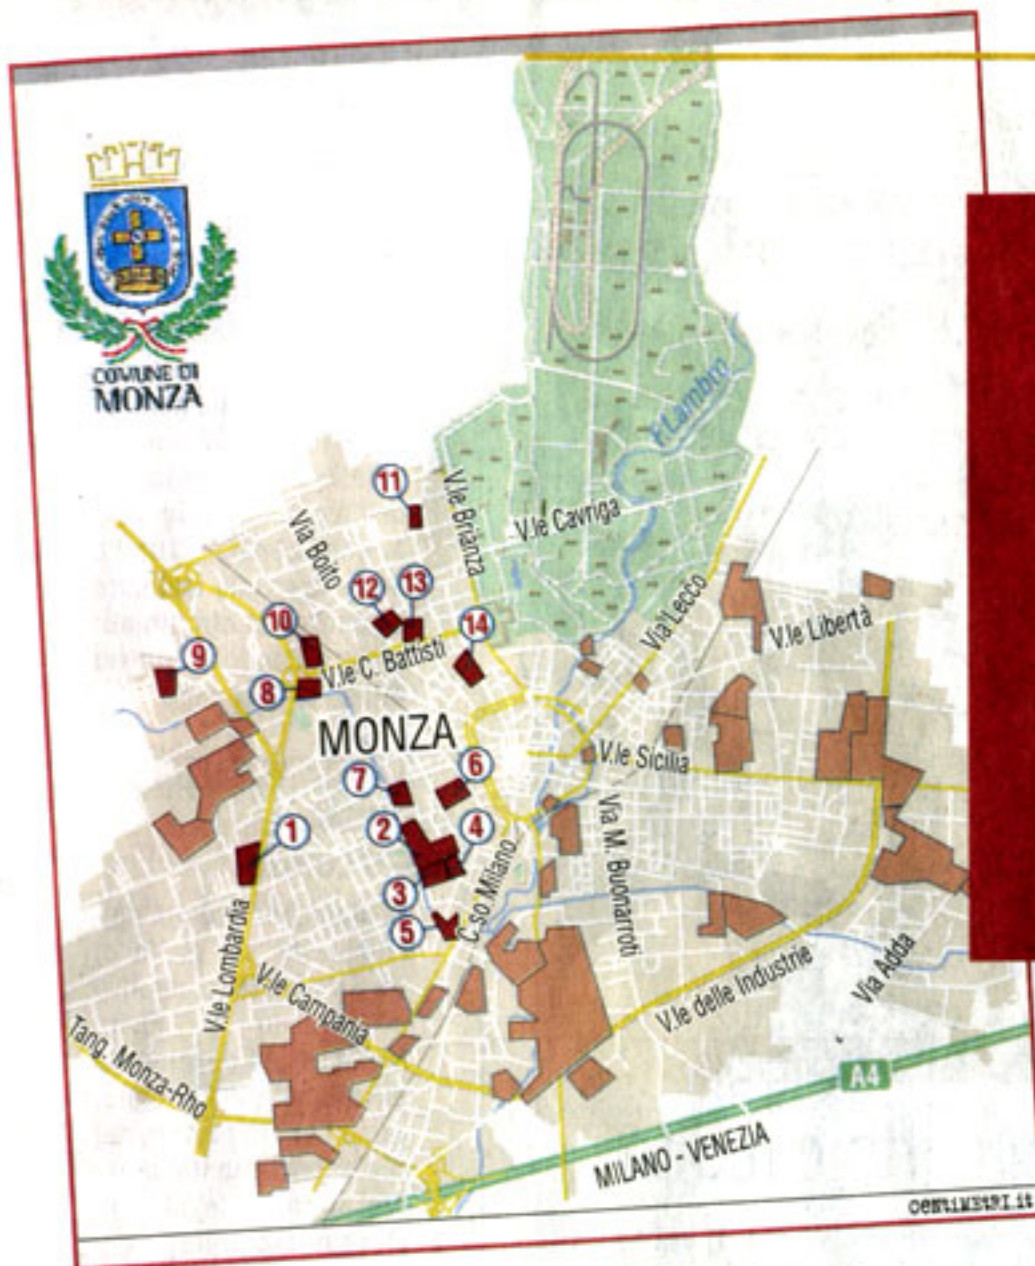 COMUNE DI
MONZA
F. Lambro
11
V.le Brianza
V.le Cavriga
Via Boito
12
13
Via Lecco
10
14
V.le Libertà
9
V.le C. Battisti
8
MONZA
V.le Sicilia
7
6
1
2
4
Via M. Buonarroti
C.so Milano
3
5
V.le Lombardia
V.le Campania
V.le delle Industrie
Via Adda
Tang. Monza-Rho
A4
MILANO - VENEZIA
CENTIMETRI.it